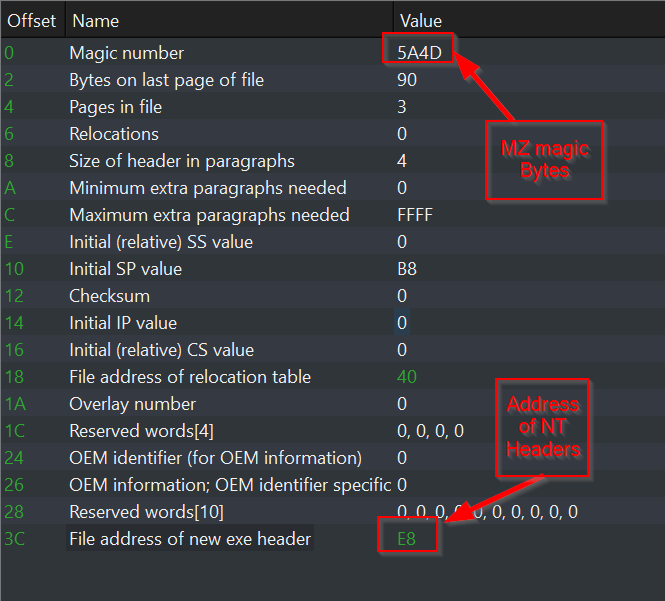 Offset Name Value
0 Magic number 5A4D
2 Bytes on last page of file 90
4 Pages in file 3
6 Relocations 0
8 Size of header in paragraphs 4
A Minimum extra paragraphs needed 0
C Maximum extra paragraphs needed FFFF
E Initial (relative) SS value 0
10 Initial SP value B8
12 Checksum 0
14 Initial IP value 0
16 Initial (relative) CS value 0
18 File address of relocation table 40
1A Overlay number 0
1C Reserved words[4] 0, 0, 0, 0
24 OEM identifier (for OEM information) 0
26 OEM information; OEM identifier specific 0
28 Reserved words[10] 0, 0, 0, 0, 0, 0, 0, 0, 0, 0
3C File address of new exe header E8
MZ magic
Bytes
Address
of NT
Headers